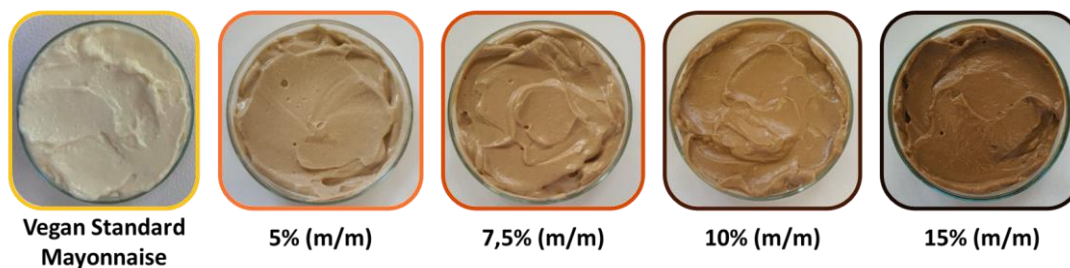 Vegan Standard
Mayonnaise
5% (m/m)
7,5% (m/m)
10% (m/m)
15% (m/m)